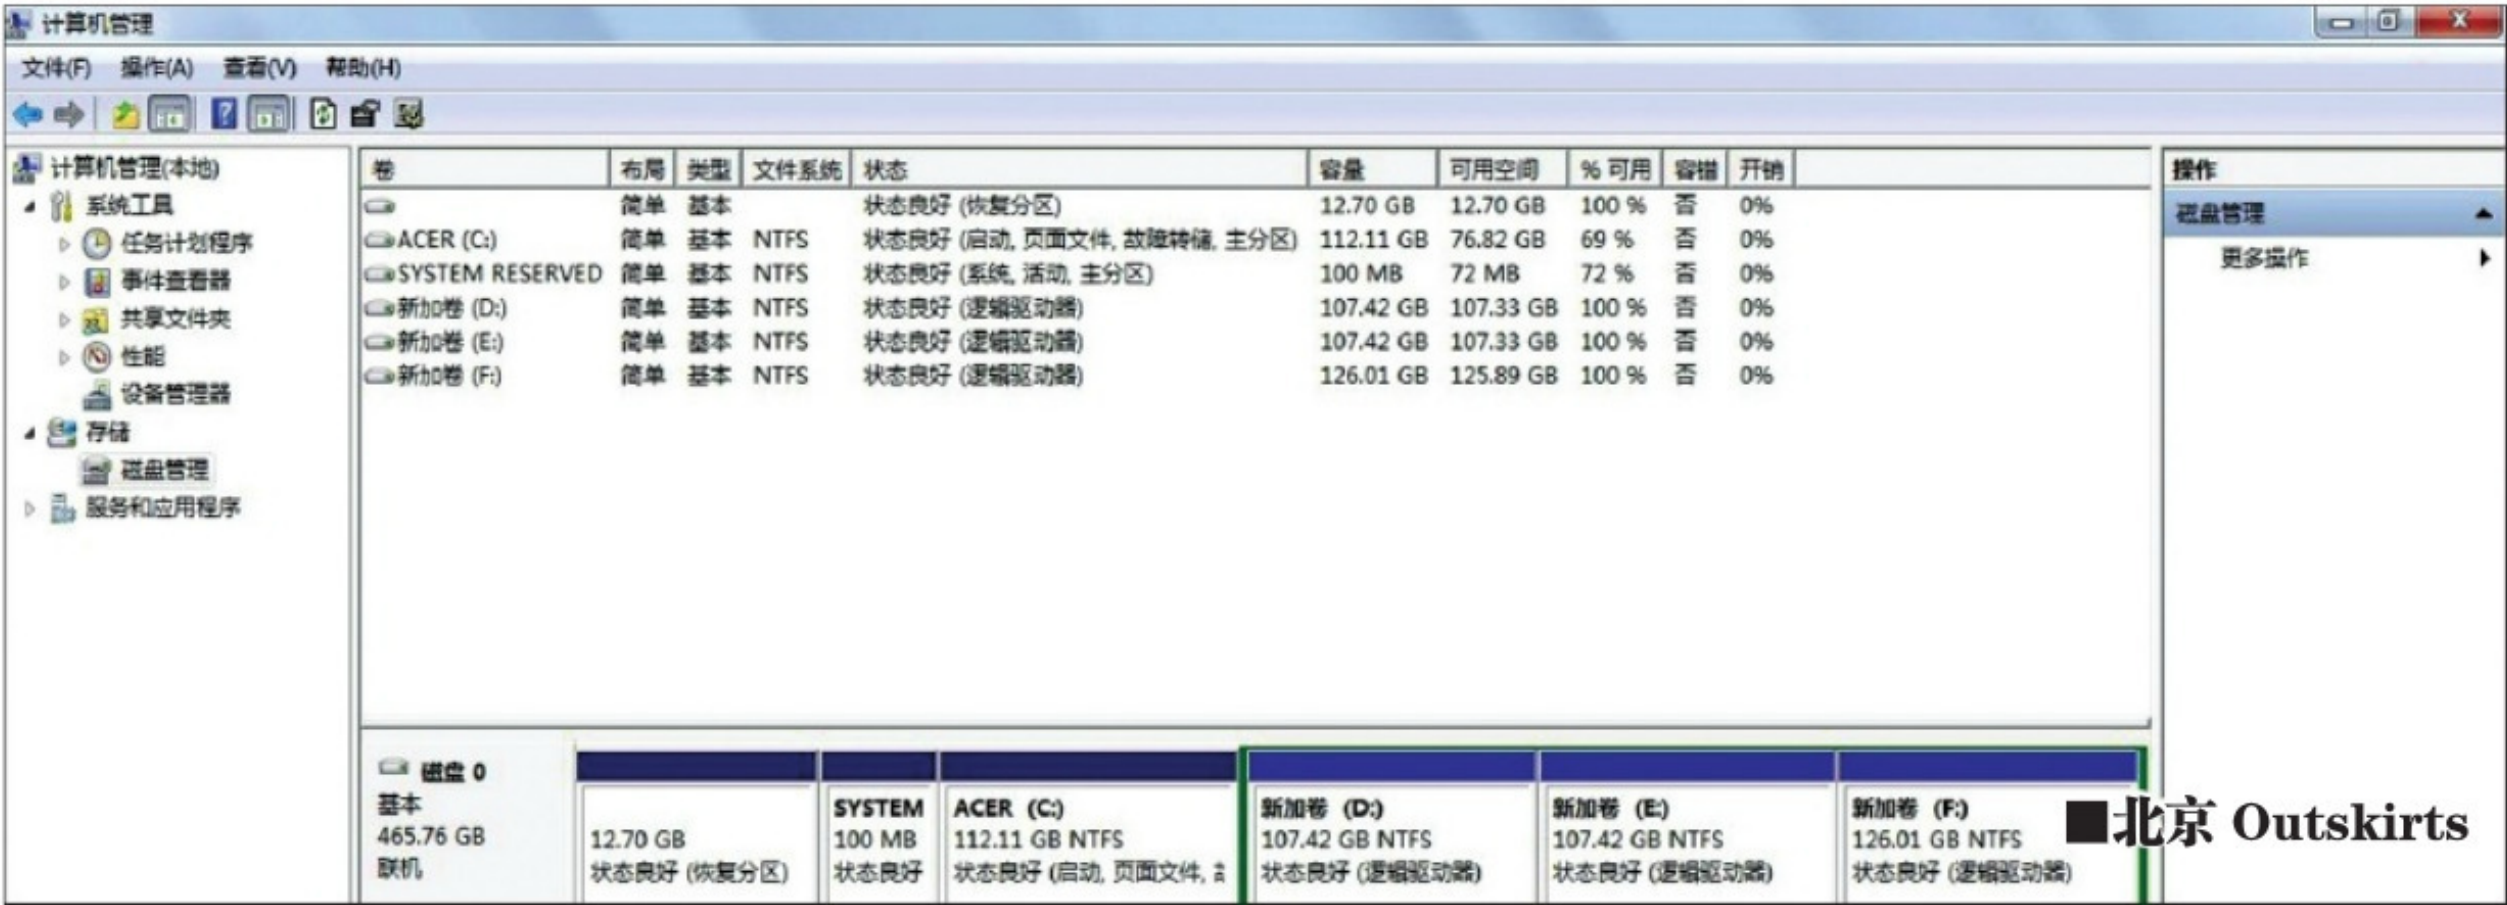 计算机管理
文件(F) 操作(A) 查看(V) 帮助(H)
计算机管理(本地)
系统工具
任务计划程序
事件查看器
共享文件夹
性能
设备管理器
存储
磁盘管理
服务和应用程序
卷 布局 类型 文件系统 状态 容量 可用空间 % 可用 容错 开销
简单 基本 状态良好 (恢复分区) 12.70 GB 12.70 GB 100 % 否 0%
ACER (C:) 简单 基本 NTFS 状态良好 (启动, 页面文件, 故障转储, 主分区) 112.11 GB 76.82 GB 69 % 否 0%
SYSTEM RESERVED 简单 基本 NTFS 状态良好 (系统, 活动, 主分区) 100 MB 72 MB 72 % 否 0%
新加卷 (D:) 简单 基本 NTFS 状态良好 (逻辑驱动器) 107.42 GB 107.33 GB 100 % 否 0%
新加卷 (E:) 简单 基本 NTFS 状态良好 (逻辑驱动器) 107.42 GB 107.33 GB 100 % 否 0%
新加卷 (F:) 简单 基本 NTFS 状态良好 (逻辑驱动器) 126.01 GB 125.89 GB 100 % 否 0%
操作
磁盘管理
更多操作
磁盘 0
基本
465.76 GB
联机
12.70 GB
状态良好 (恢复分区)
SYSTEM
100 MB
状态良好
ACER (C:)
112.11 GB NTFS
状态良好 (启动, 页面文件,
新加卷 (D:)
107.42 GB NTFS
状态良好 (逻辑驱动器)
新加卷 (E:)
107.42 GB NTFS
状态良好 (逻辑驱动器)
新加卷 (F:)
126.01 GB NTFS
状态良好 (逻辑驱动器)
■北京 Outskirts